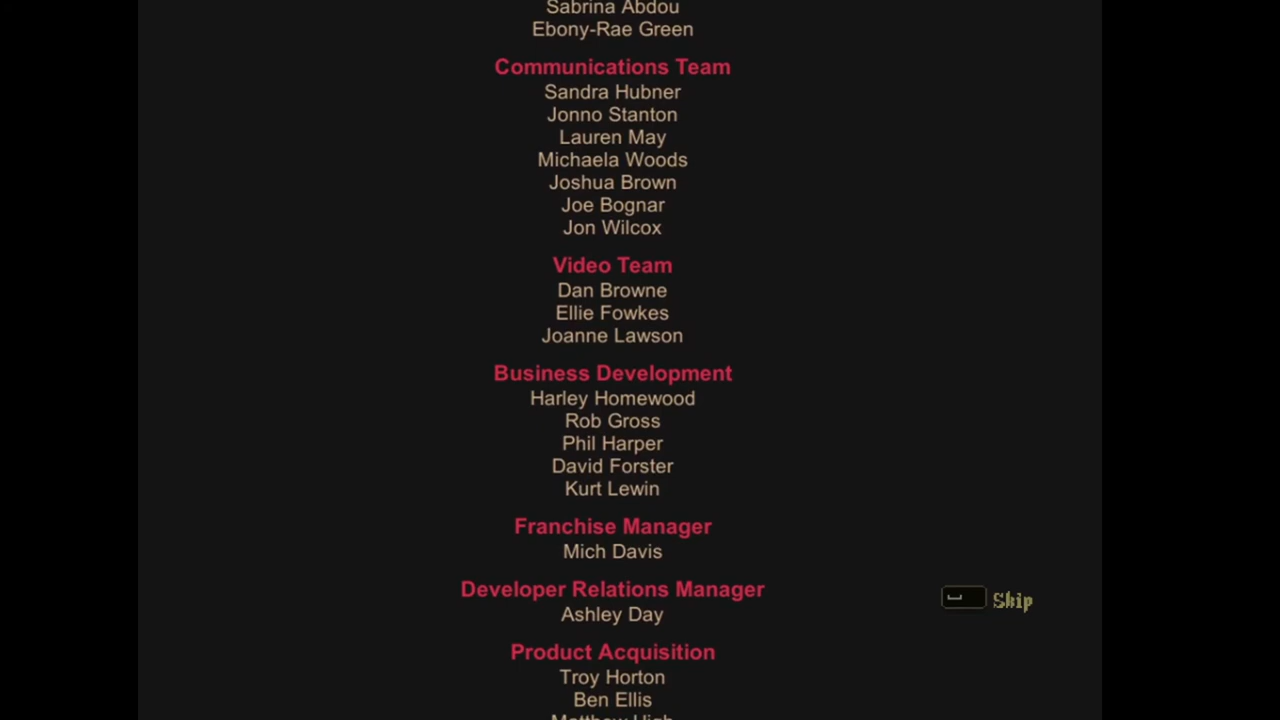 Sabrina Abdou
Ebony-Rae Green
Communications Team
Sandra Hubner
Jonno Stanton
Lauren May
Michaela Woods
Joshua Brown
Joe Bognar
Jon Wilcox
Video Team
Dan Browne
Ellie Fowkes
Joanne Lawson
Business Development
Harley Homewood
Rob Gross
Phil Harper
David Forster
Kurt Lewin
Franchise Manager
Mich Davis
Developer Relations Manager
Ashley Day
Skip
Product Acquisition
Troy Horton
Ben Ellis
Matthew High